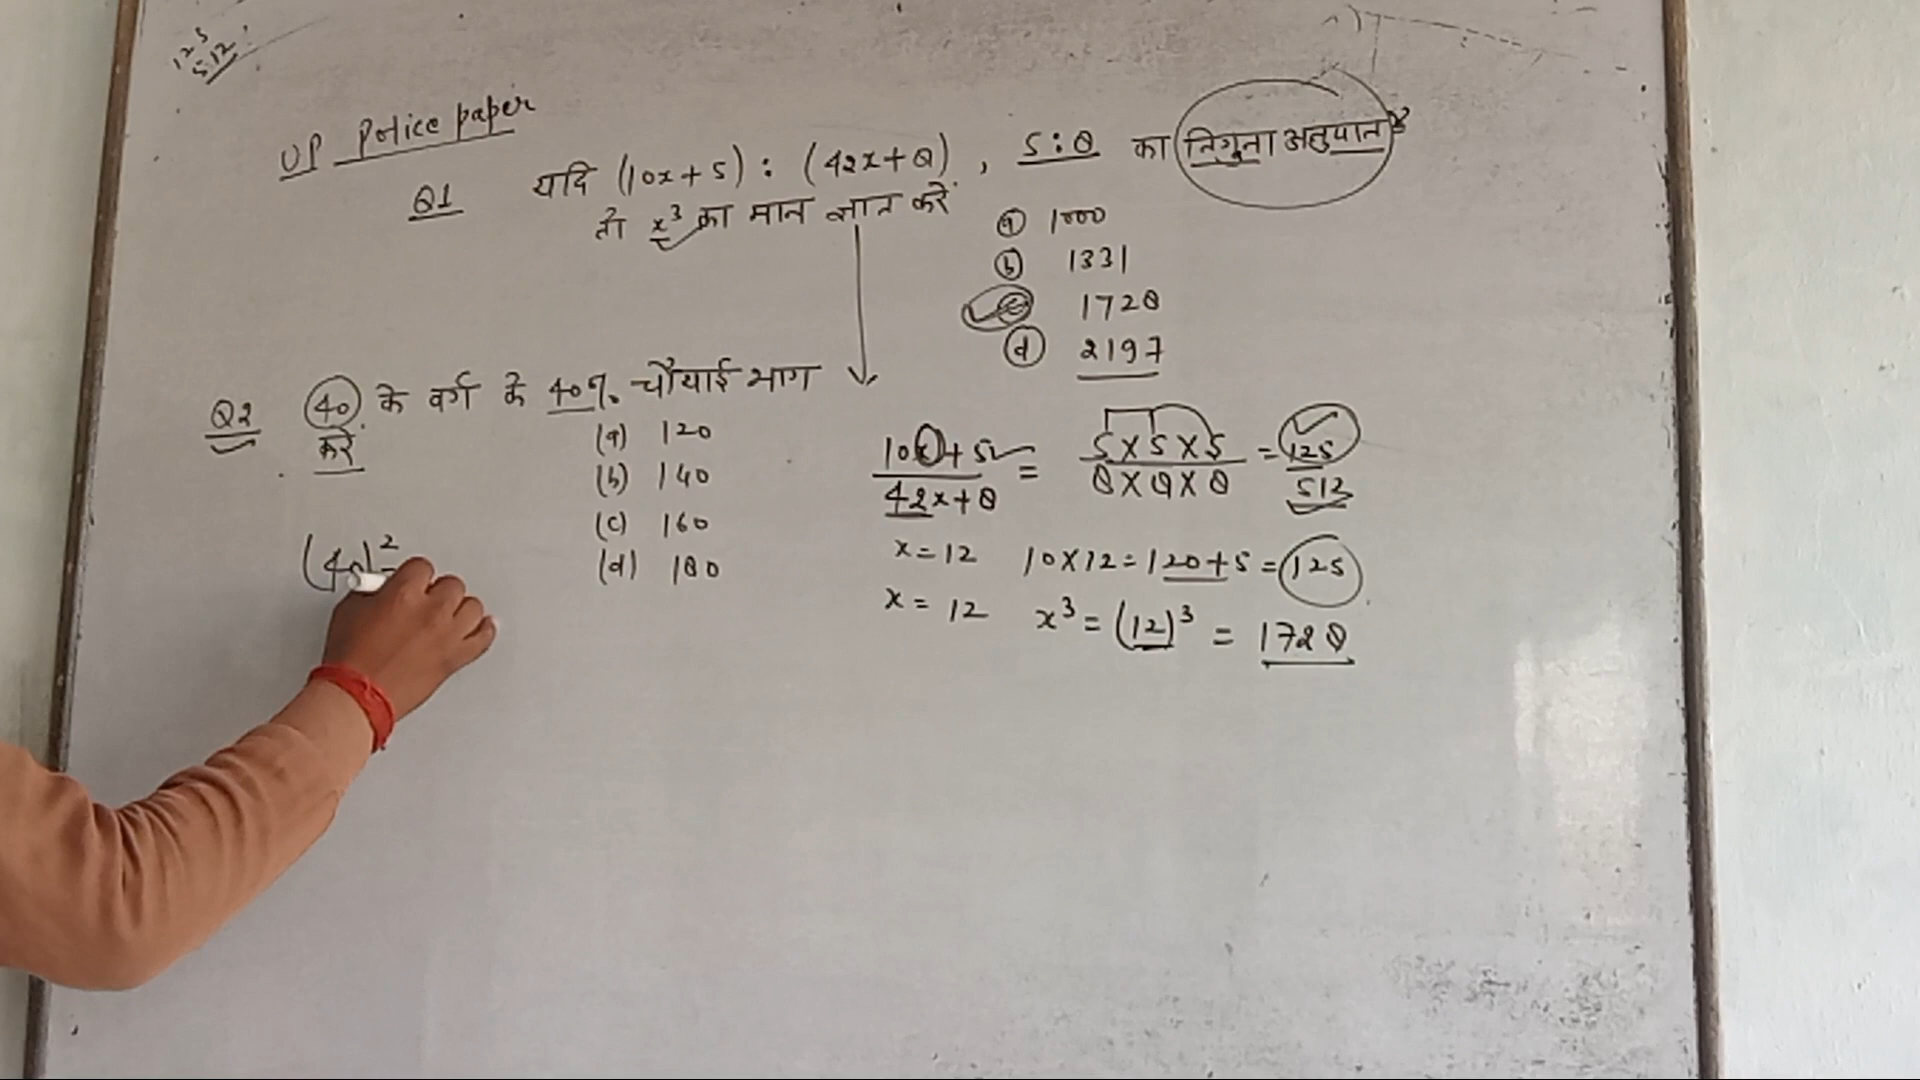 123
512
UP Police paper
Q1 यदि (10x+5) : (42x+8) , 5:8 का तिगुना अनुपात है
तो x³ का मान ज्ञात करें
(a) 1000
(b) 1331
(c) 1728
(d) 2197
Q2 40 के वर्ग के 40% चौथाई भाग
करें
(a) 120
(b) 140
(c) 160
(d) 180
(40)²
10x+5 / 42x+8 = 5×5×5 / 8×8×8 = 125 / 512
x=12 10×12=120+5=125
x=12 x³=(12)³=1728